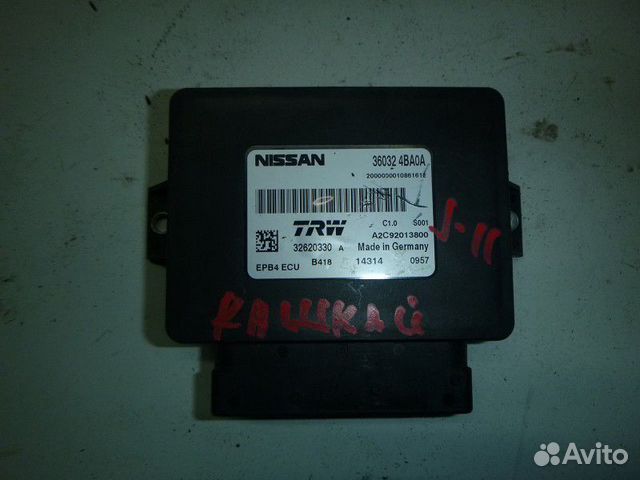 NISSAN 36032 4BA0A
2000000010861618
TRW C1.0 S001
A2C92013800
32620330 A Made in Germany
EPB4 ECU B418 14314 0957
J-11
КАШКАЙ
Avito